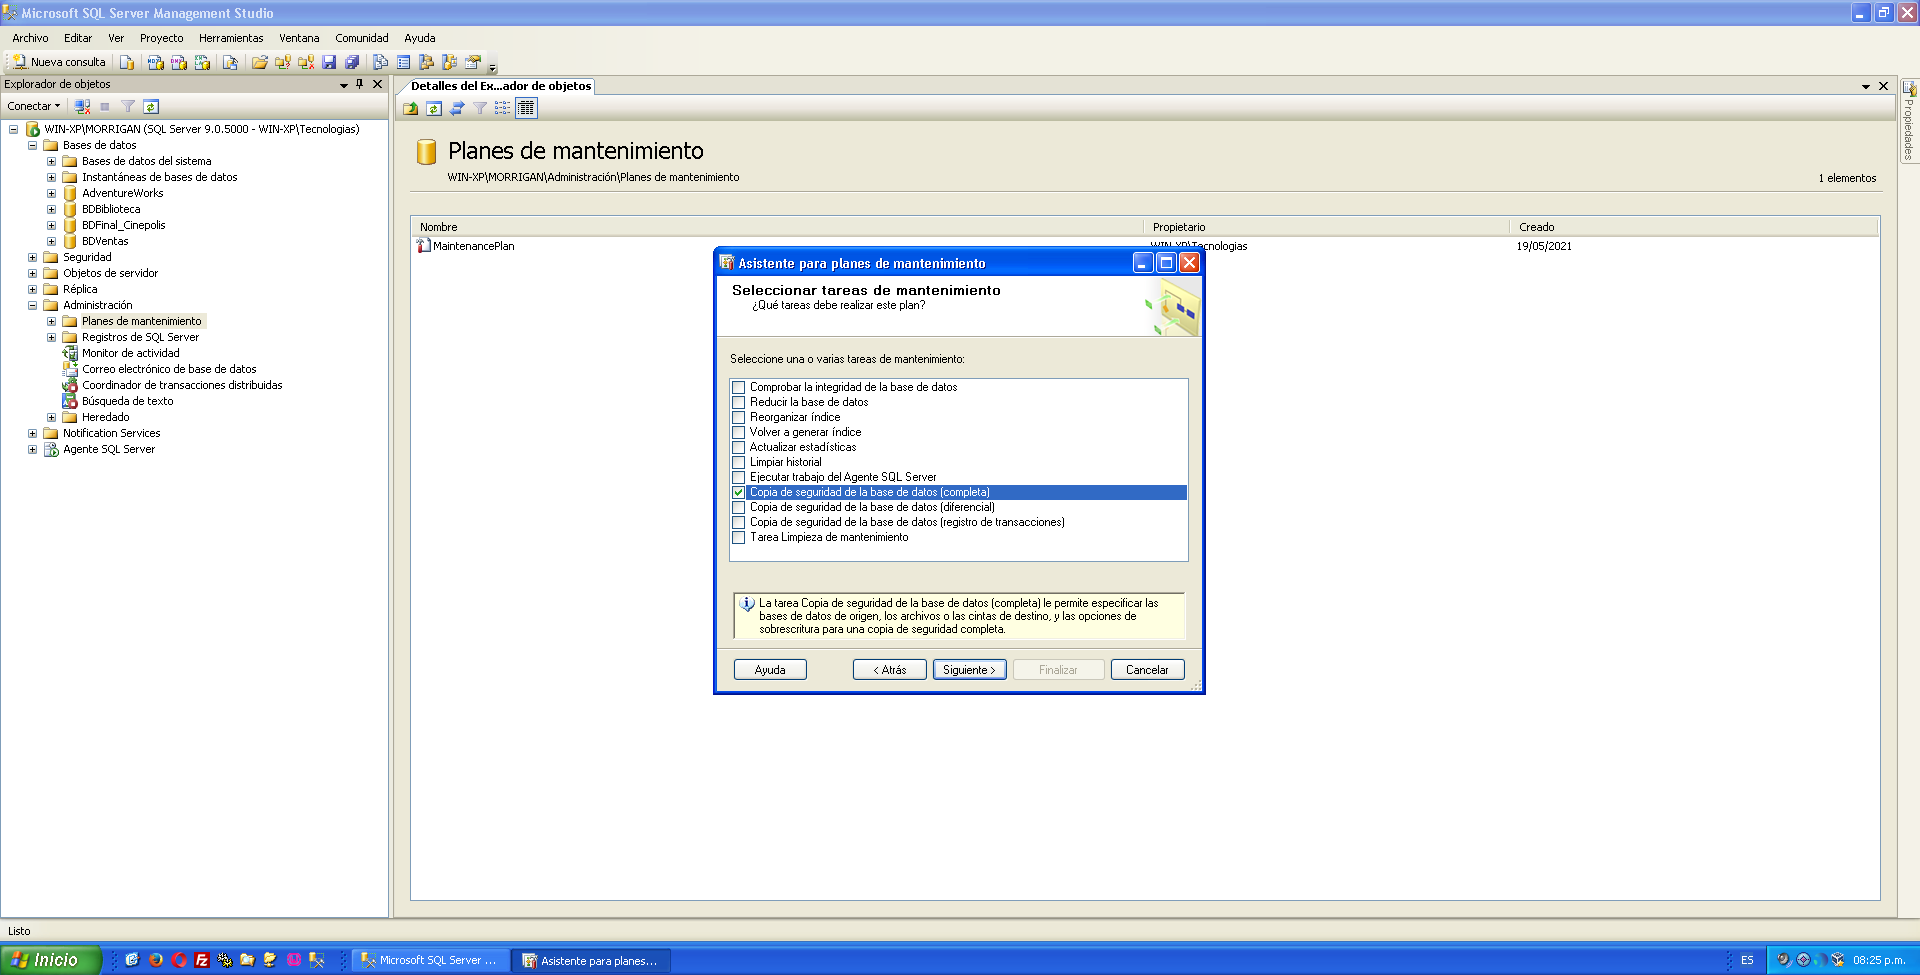 Microsoft SQL Server Management Studio
Archivo Editar Ver Proyecto Herramientas Ventana Comunidad Ayuda
Nueva consulta
Explorador de objetos
Conectar
WIN-XP\MORRIGAN (SQL Server 9.0.5000 - WIN-XP\Tecnologias)
Bases de datos
Bases de datos del sistema
Instantáneas de bases de datos
AdventureWorks
BDBiblioteca
BDFinal_Cinepolis
BDVentas
Seguridad
Objetos de servidor
Réplica
Administración
Planes de mantenimiento
Registros de SQL Server
Monitor de actividad
Correo electrónico de base de datos
Coordinador de transacciones distribuidas
Búsqueda de texto
Heredado
Notification Services
Agente SQL Server
Detalles del Ex...ador de objetos
Planes de mantenimiento
WIN-XP\MORRIGAN\Administración\Planes de mantenimiento
1 elementos
Nombre Propietario Creado
MaintenancePlan WIN-XP\Tecnologias 19/05/2021
Propiedades
Asistente para planes de mantenimiento
Seleccionar tareas de mantenimiento
¿Qué tareas debe realizar este plan?
Seleccione una o varias tareas de mantenimiento:
Comprobar la integridad de la base de datos
Reducir la base de datos
Reorganizar índice
Volver a generar índice
Actualizar estadísticas
Limpiar historial
Ejecutar trabajo del Agente SQL Server
Copia de seguridad de la base de datos (completa)
Copia de seguridad de la base de datos (diferencial)
Copia de seguridad de la base de datos (registro de transacciones)
Tarea Limpieza de mantenimiento
La tarea Copia de seguridad de la base de datos (completa) le permite especificar las
bases de datos de origen, los archivos o las cintas de destino, y las opciones de
sobrescritura para una copia de seguridad completa.
Ayuda < Atrás Siguiente > Finalizar Cancelar
Listo
Inicio Microsoft SQL Server ... Asistente para planes... ES 08:25 p.m.